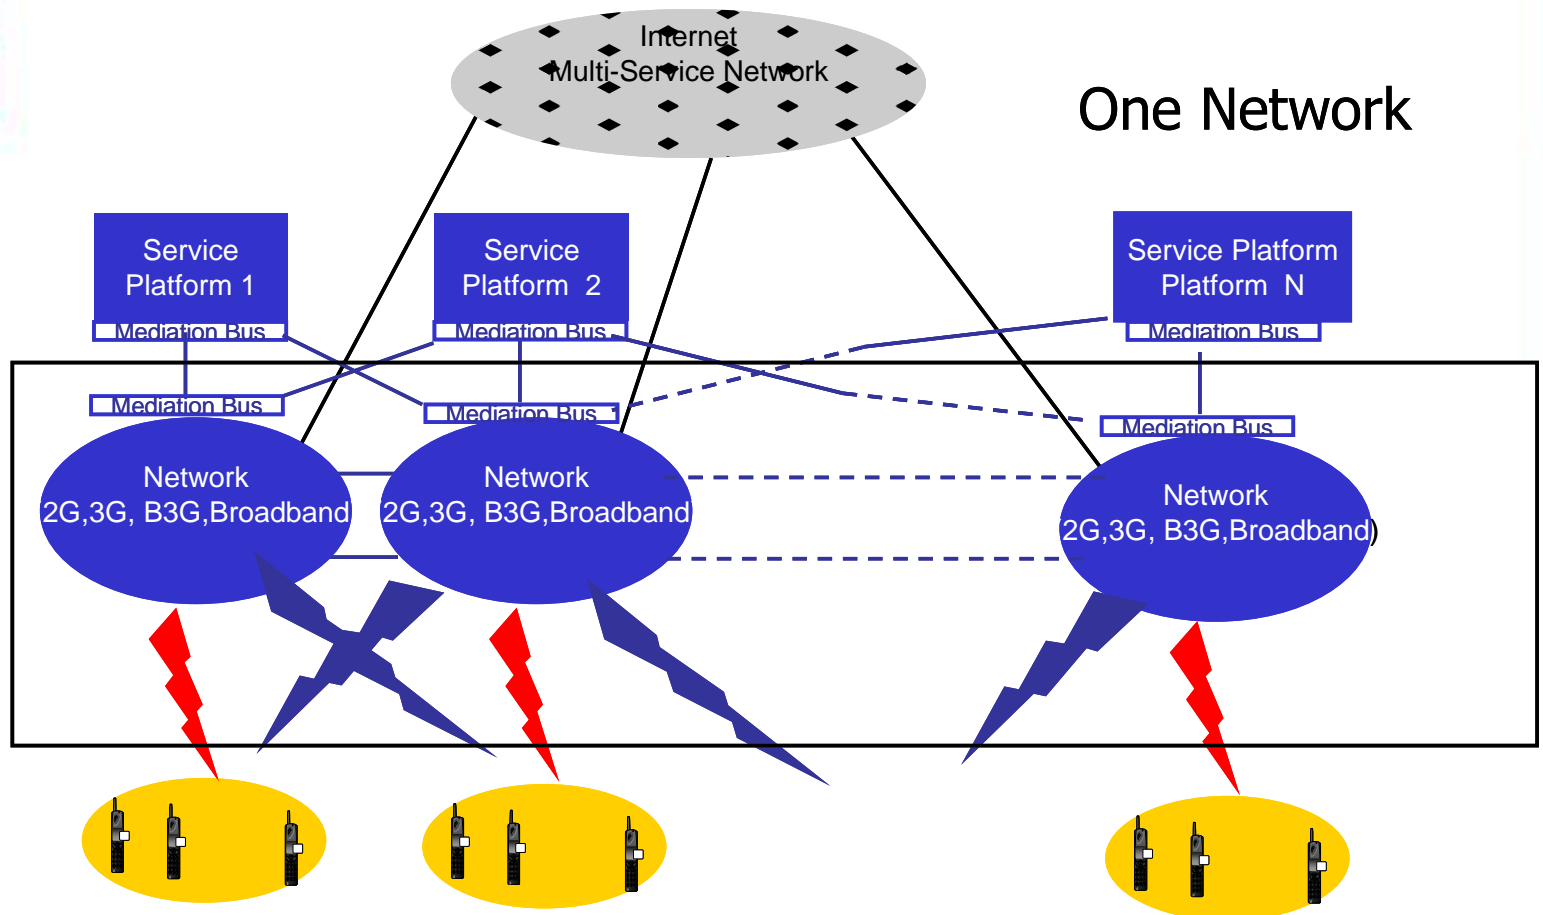 Internet
Multi-Service Network
One Network
Service
Platform 1
Service
Platform 2
Service Platform
Platform N
Mediation Bus
Mediation Bus
Mediation Bus
Mediation Bus
Mediation Bus
Mediation Bus
Network
2G,3G, B3G,Broadband
Network
2G,3G, B3G,Broadband
Network
2G,3G, B3G,Broadband)